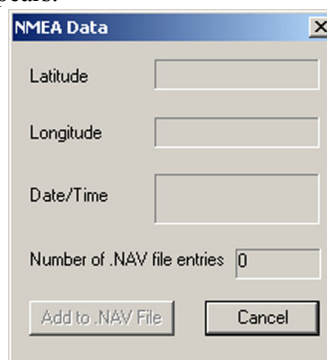 NMEA Data
Latitude
Longitude
Date/Time
Number of .NAV file entries 0
Add to .NAV File Cancel